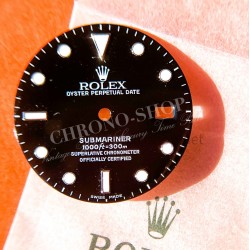 ROLEX
OYSTER PERPETUAL DATE
CHRONO-SHOP
SUBMARINER
1000ft=300m
SUPERLATIVE CHRONOMETER
OFFICIALLY CERTIFIED
SWISS MADE
ROLEX